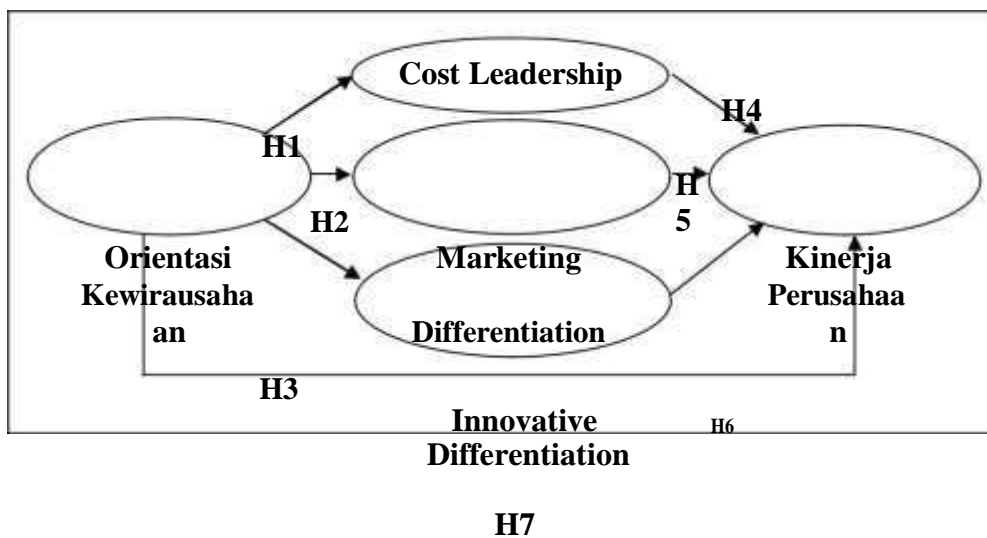 Cost Leadership
H4
H1
H
5
H2
Orientasi
Kewirausaha
an
Marketing
Differentiation
Kinerja
Perusahaa
n
H3
Innovative
Differentiation
H6
H7